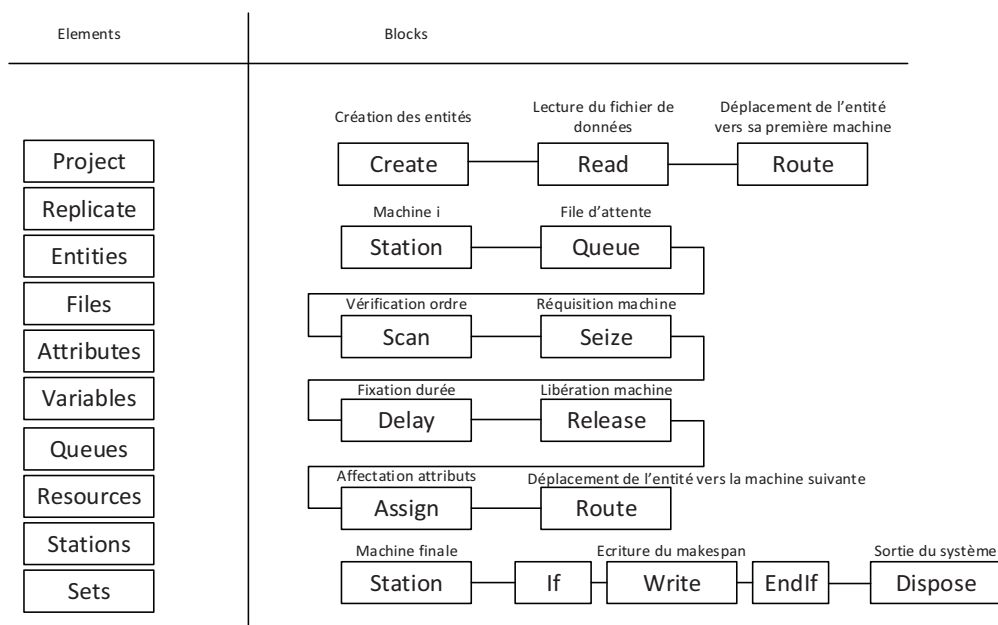 Elements
Blocks
Project
Replicate
Entities
Files
Attributes
Variables
Queues
Resources
Stations
Sets
Création des entités
Lecture du fichier de
données
Déplacement de l’entité
vers sa première machine
Create
Read
Route
Machine i
File d’attente
Station
Queue
Vérification ordre
Réquisition machine
Scan
Seize
Fixation durée
Libération machine
Delay
Release
Affectation attributs
Déplacement de l’entité vers la machine suivante
Assign
Route
Machine finale
Ecriture du makespan
Sortie du système
Station
If
Write
EndIf
Dispose